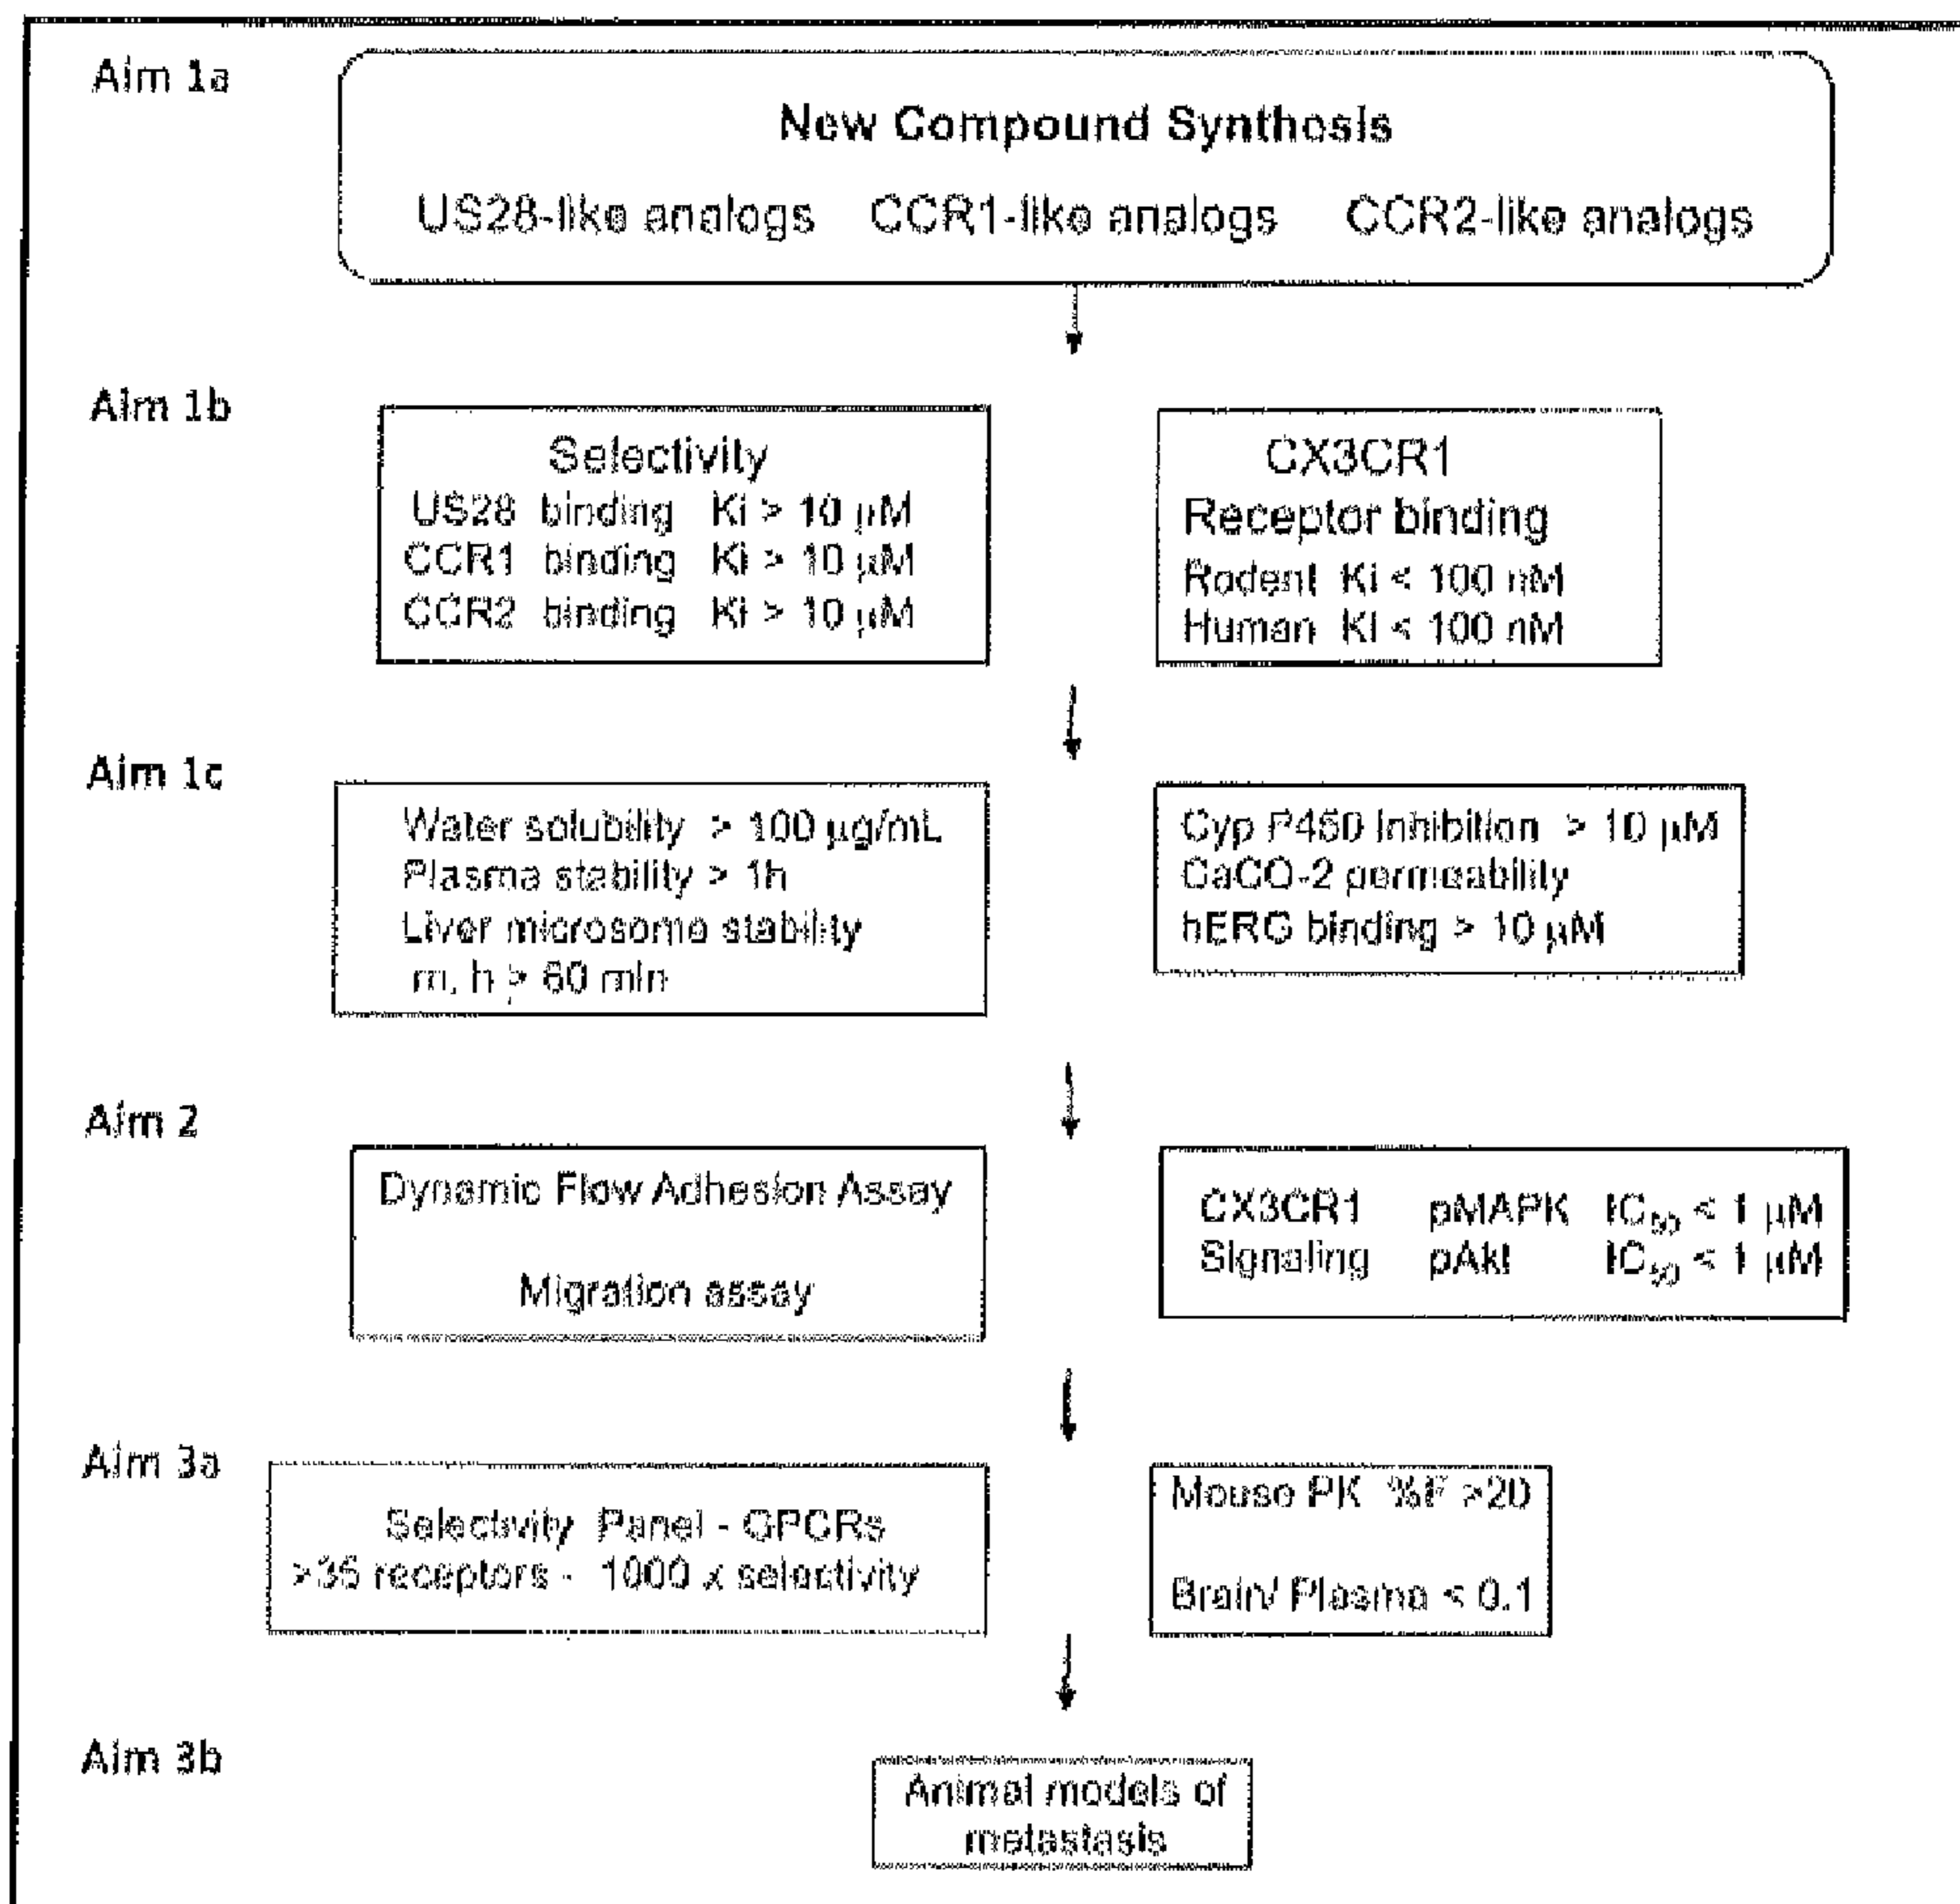 Aim 1a
New Compound Synthesis
US28-like analogs CCR1-like analogs CCR2-like analogs
Aim 1b
Selectivity
US28 binding Ki > 10 µM
CCR1 binding Ki > 10 µM
CCR2 binding Ki > 10 µM
CX3CR1
Receptor binding
Rodent Ki < 100 nM
Human Ki < 100 nM
Aim 1c
Water solubility > 100 µg/mL
Plasma stability > 1h
Liver microsome stability
m, h > 60 min
Cyp P450 Inhibition > 10 µM
CaCO-2 permeability
hERG binding > 10 µM
Aim 2
Dynamic Flow Adhesion Assay
Migration assay
CX3CR1 pMAPK IC50 < 1 µM
Signaling pAkt IC50 < 1 µM
Aim 3a
Selectivity Panel - GPCRs
>35 receptors - 1000 x selectivity
Mouse PK %F >20
Brain/ Plasma < 0.1
Aim 3b
Animal models of
metastasis